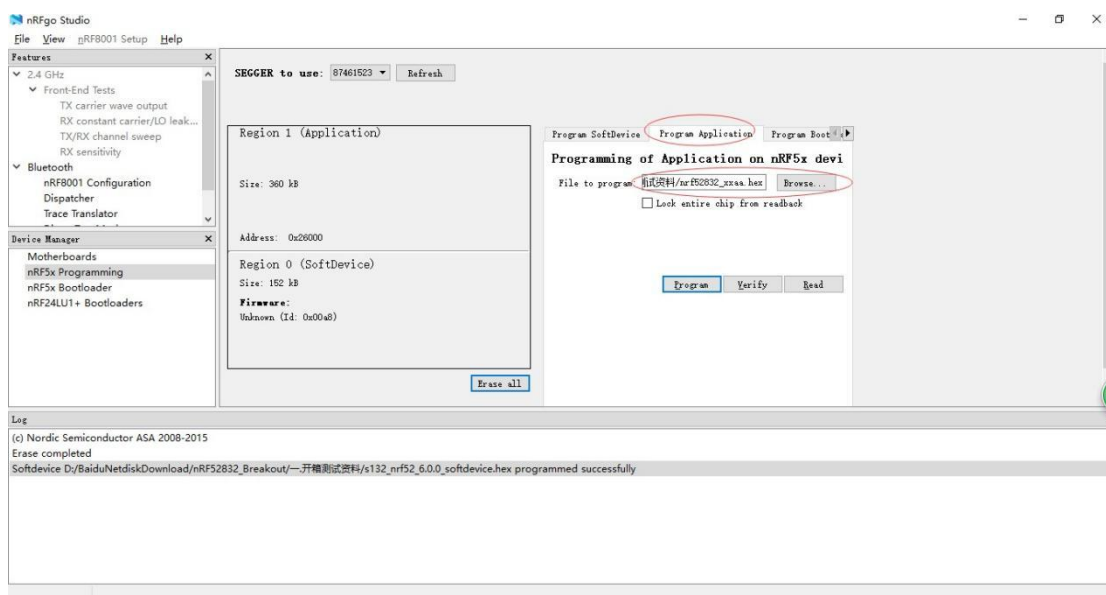 nRFgo Studio
File View nRF8001 Setup Help
Features
2.4 GHz
Front-End Tests
TX carrier wave output
RX constant carrier/LO leak...
TX/RX channel sweep
RX sensitivity
Bluetooth
nRF8001 Configuration
Dispatcher
Trace Translator
Device Manager
Motherboards
nRF5x Programming
nRF5x Bootloader
nRF24LU1+ Bootloaders
SEGGER to use: 87461523 Refresh
Region 1 (Application)
Size: 360 kB
Address: 0x26000
Region 0 (SoftDevice)
Size: 152 kB
Firmware:
Unknown (Id: 0x00a8)
Erase all
Program SoftDevice Program Application Program Boot
Programming of Application on nRF5x devi
File to program: 测试资料/nrf52832_xxaa.hex Browse...
Lock entire chip from readback
Program Verify Read
Log
(c) Nordic Semiconductor ASA 2008-2015
Erase completed
Softdevice D:/BaiduNetdiskDownload/nRF52832_Breakout/一.开箱测试资料/s132_nrf52_6.0.0_softdevice.hex programmed successfully